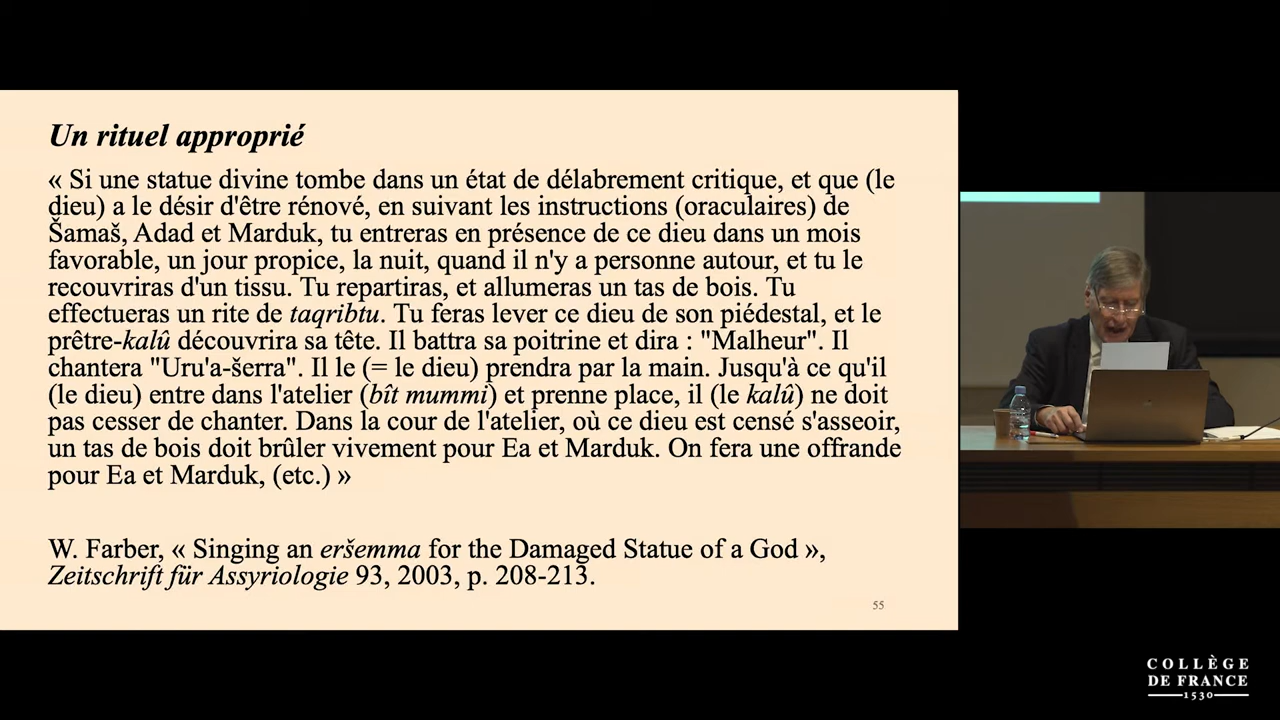 Un rituel approprié
« Si une statue divine tombe dans un état de délabrement critique, et que (le
dieu) a le désir d'être rénové, en suivant les instructions (oraculaires) de
Šamaš, Adad et Marduk, tu entreras en présence de ce dieu dans un mois
favorable, un jour propice, la nuit, quand il n'y a personne autour, et tu le
recouvriras d'un tissu. Tu repartiras, et allumeras un tas de bois. Tu
effectueras un rite de taqribtu. Tu feras lever ce dieu de son piédestal, et le
prêtre-kalû découvrira sa tête. Il battra sa poitrine et dira : "Malheur". Il
chantera "Uru'a-šerra". Il le (= le dieu) prendra par la main. Jusqu'à ce qu'il
(le dieu) entre dans l'atelier (bît mummi) et prenne place, il (le kalû) ne doit
pas cesser de chanter. Dans la cour de l'atelier, où ce dieu est censé s'asseoir,
un tas de bois doit brûler vivement pour Ea et Marduk. On fera une offrande
pour Ea et Marduk, (etc.) »
W. Farber, « Singing an eršemma for the Damaged Statue of a God »,
Zeitschrift für Assyriologie 93, 2003, p. 208-213.
55
COLLÈGE
DE FRANCE
1530